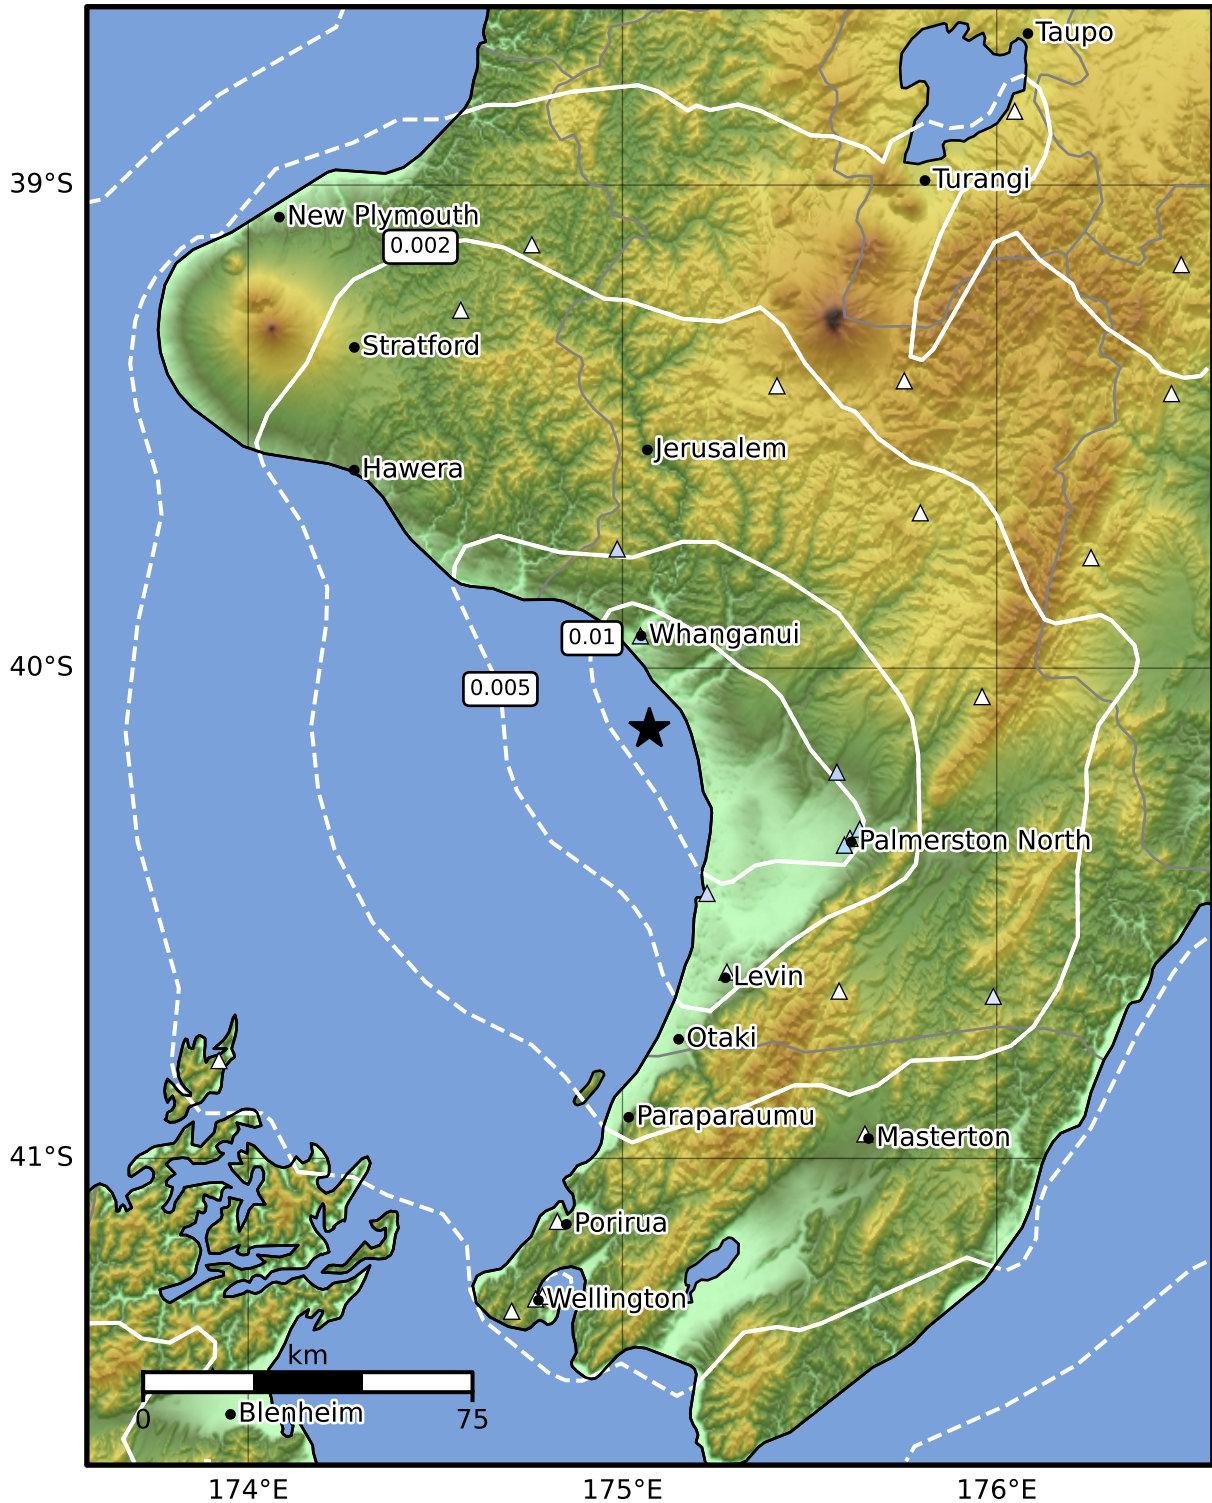 Taupo
39°S
Turangi
New Plymouth
0.002
Stratford
Jerusalem
Hawera
Whanganui
0.01
40°S
0.005
Palmerston North
Levin
Otaki
Paraparaumu
Masterton
41°S
Porirua
Wellington
km
0 75
Blenheim
174°E 175°E 176°E